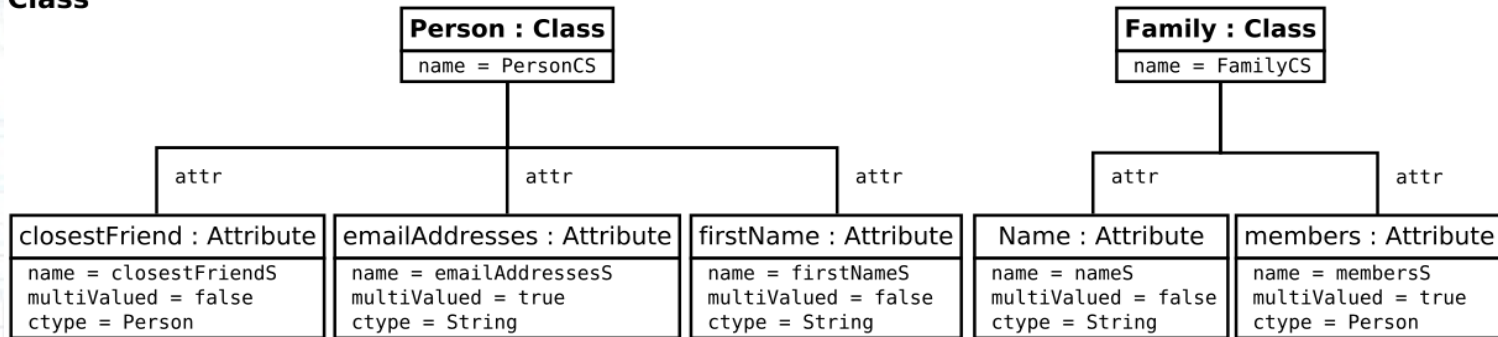 Class
Person : Class
name = PersonCS
Family : Class
name = FamilyCS
attr
attr
attr
attr
attr
closestFriend : Attribute
name = closestFriendS
multiValued = false
ctype = Person
emailAddresses : Attribute
name = emailAddressesS
multiValued = true
ctype = String
firstName : Attribute
name = firstNameS
multiValued = false
ctype = String
Name : Attribute
name = nameS
multiValued = false
ctype = String
members : Attribute
name = membersS
multiValued = true
ctype = Person